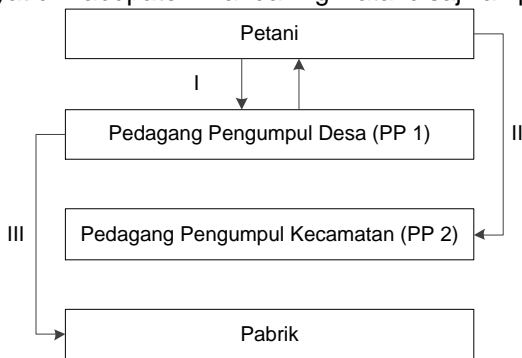 Petani
I
II
Pedagang Pengumpul Desa (PP 1)
III
Pedagang Pengumpul Kecamatan (PP 2)
Pabrik